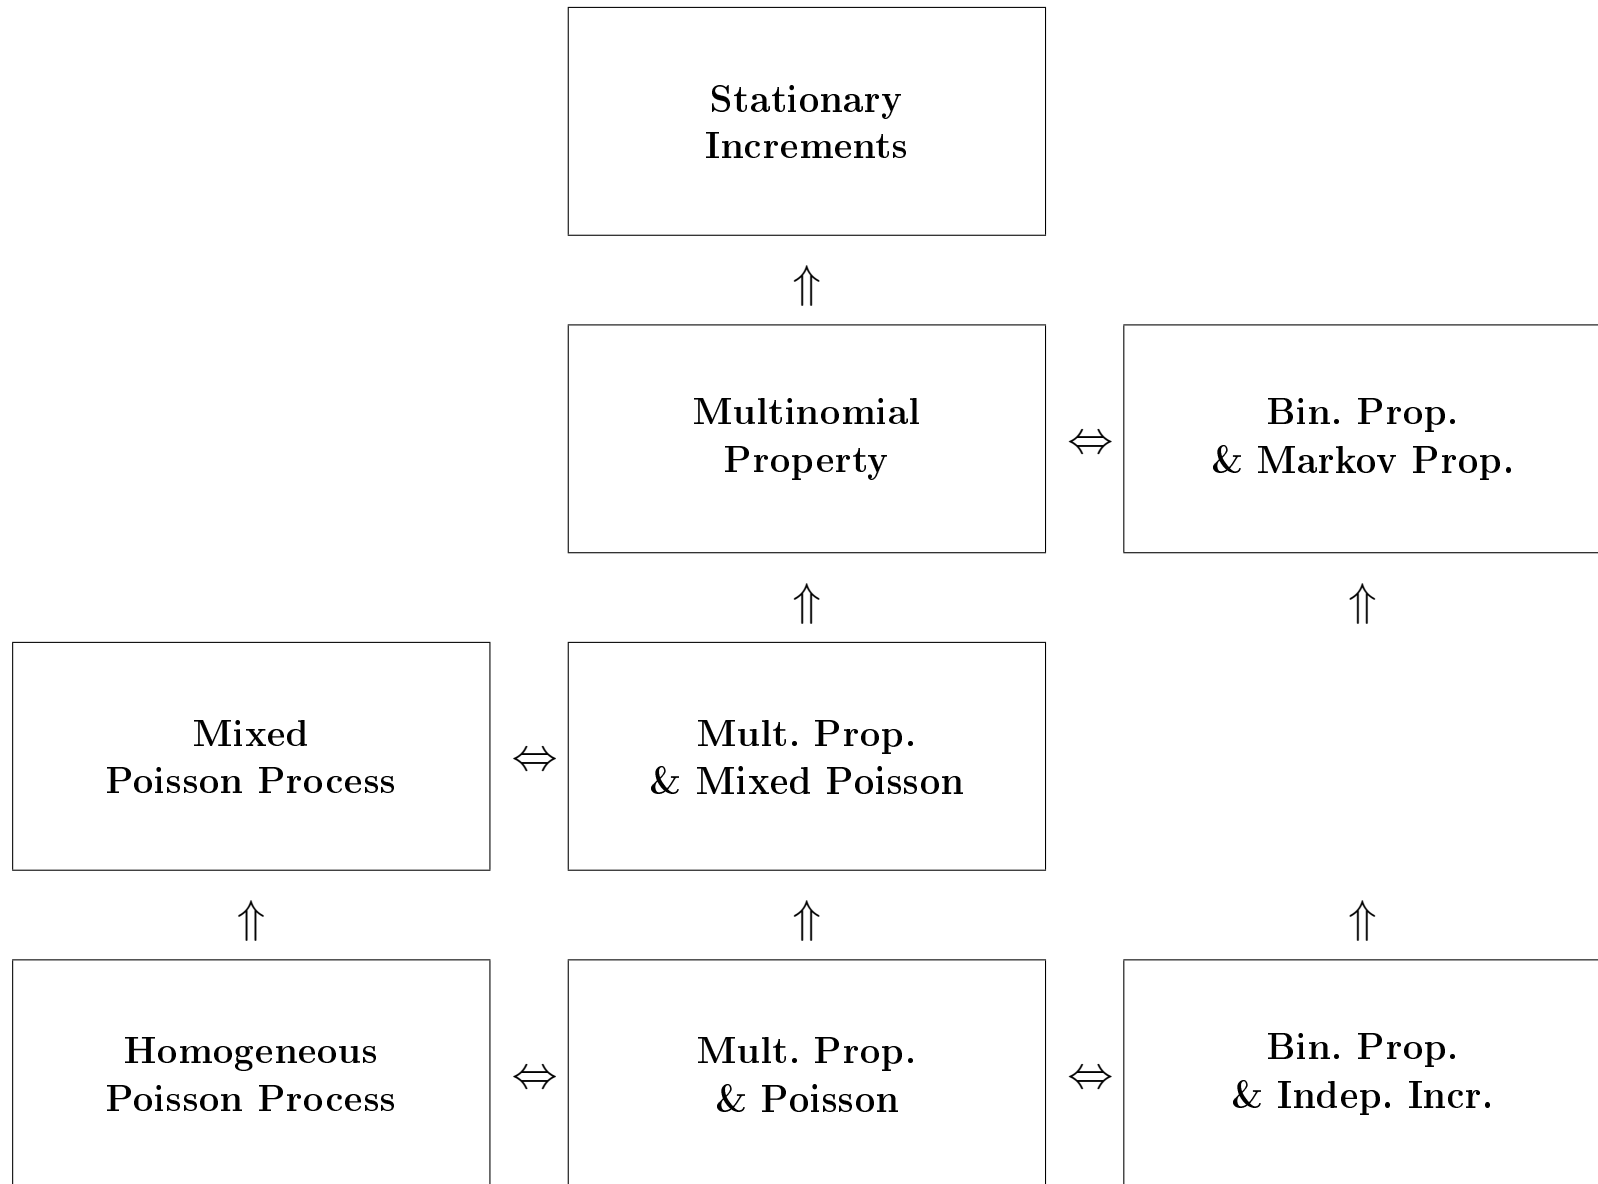 Stationary
Increments
⇑
Multinomial
Property
⇔
Bin. Prop.
& Markov Prop.
⇑
⇑
Mixed
Poisson Process
⇔
Mult. Prop.
& Mixed Poisson
⇑
⇑
⇑
Homogeneous
Poisson Process
⇔
Mult. Prop.
& Poisson
⇔
Bin. Prop.
& Indep. Incr.